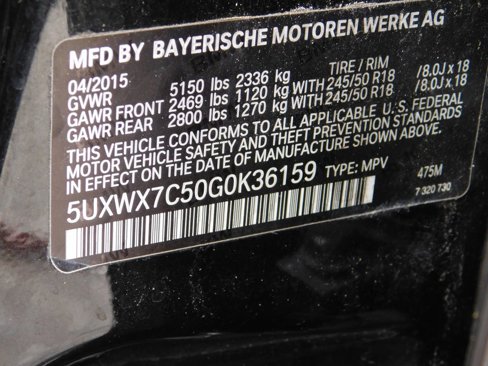 MFD BY BAYERISCHE MOTOREN WERKE AG
04/2015 TIRE / RIM
GVWR 5150 lbs 2336 kg
GAWR FRONT 2469 lbs 1120 kg WITH 245/50 R18 /8.0J x 18
GAWR REAR 2800 lbs 1270 kg WITH 245/50 R18 /8.0J x 18
THIS VEHICLE CONFORMS TO ALL APPLICABLE U.S. FEDERAL
MOTOR VEHICLE SAFETY AND THEFT PREVENTION STANDARDS
IN EFFECT ON THE DATE OF MANUFACTURE SHOWN ABOVE.
5UXWX7C50G0K36159 TYPE: MPV 475M
7 320 730